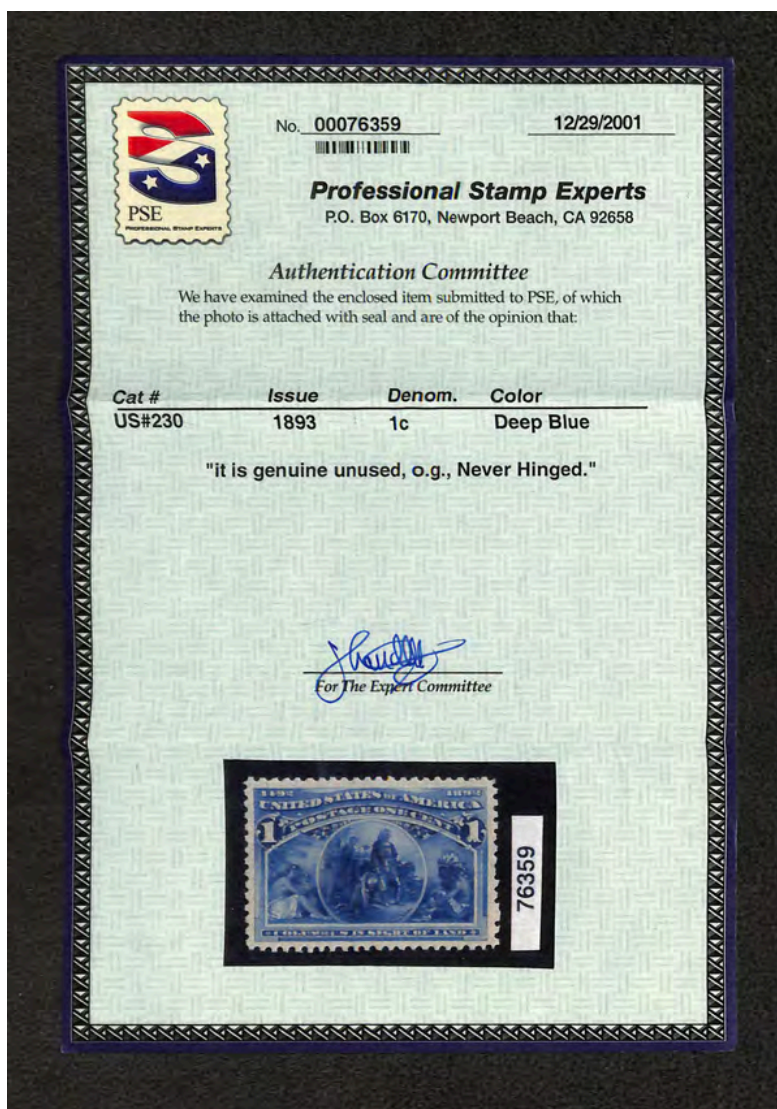 PSE
PROFESSIONAL STAMP EXPERTS
No. 00076359
12/29/2001
Professional Stamp Experts
P.O. Box 6170, Newport Beach, CA 92658
Authentication Committee
We have examined the enclosed item submitted to PSE, of which
the photo is attached with seal and are of the opinion that:
Cat # Issue Denom. Color
US#230 1893 1c Deep Blue
"it is genuine unused, o.g., Never Hinged."
For The Expert Committee
1492 1892
UNITED STATES OF AMERICA
1 POSTAGE ONE CENT 1
COLUMBUS IN SIGHT OF LAND
76359